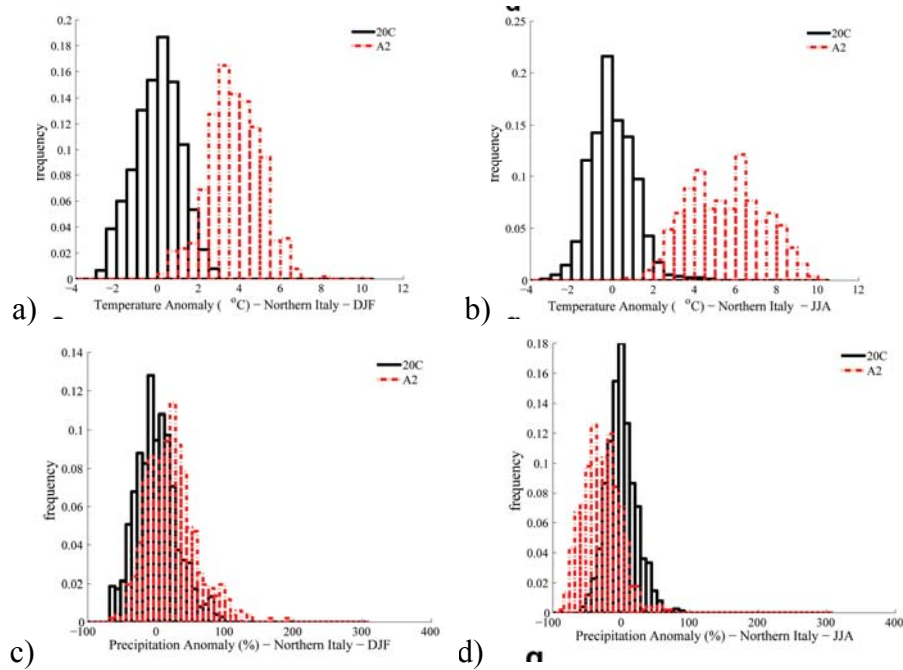 0.2
0.18
0.16
0.14
0.12
0.1
0.08
0.06
0.04
0.02
0
frequency
20C
A2
−4 −2 0 2 4 6 8 10 12
a) Temperature Anomaly ( °C) − Northern Italy − DJF
0.25
0.2
0.15
0.1
0.05
0
frequency
20C
A2
−4 −2 0 2 4 6 8 10 12
b) Temperature Anomaly ( °C) − Northern Italy − JJA
0.14
0.12
0.1
0.08
0.06
0.04
0.02
0
frequency
20C
A2
−100 0 100 200 300 400
c) Precipitation Anomaly (%) − Northern Italy − DJF
0.18
0.16
0.14
0.12
0.1
0.08
0.06
0.04
0.02
0
frequency
20C
A2
−100 0 100 200 300 400
d) Precipitation Anomaly (%) − Northern Italy − JJA